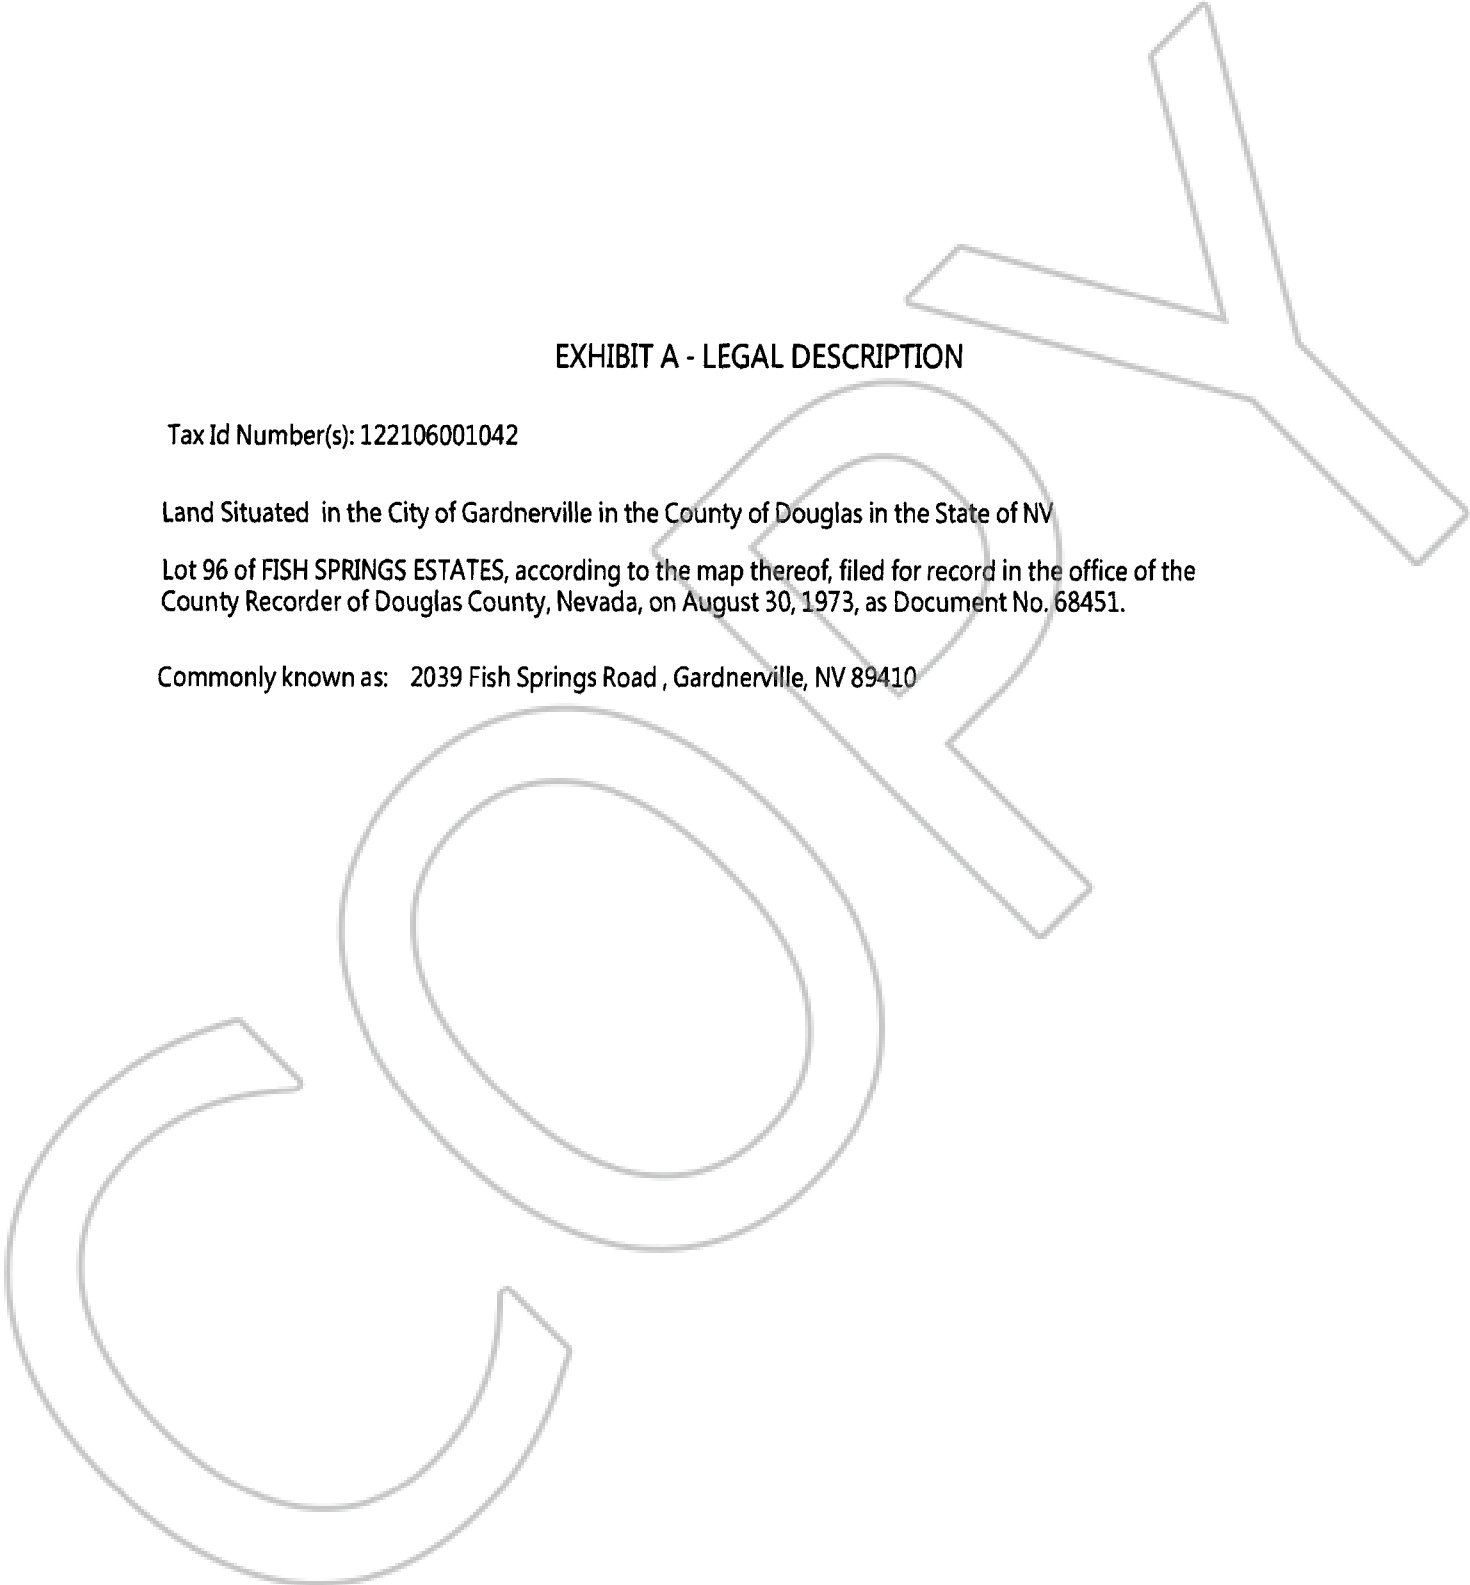 EXHIBIT A - LEGAL DESCRIPTION
Tax Id Number(s): 122106001042
Land Situated in the City of Gardnerville in the County of Douglas in the State of NV
Lot 96 of FISH SPRINGS ESTATES, according to the map thereof, filed for record in the office of the
County Recorder of Douglas County, Nevada, on August 30, 1973, as Document No. 68451.
Commonly known as: 2039 Fish Springs Road , Gardnerville, NV 89410
COPY